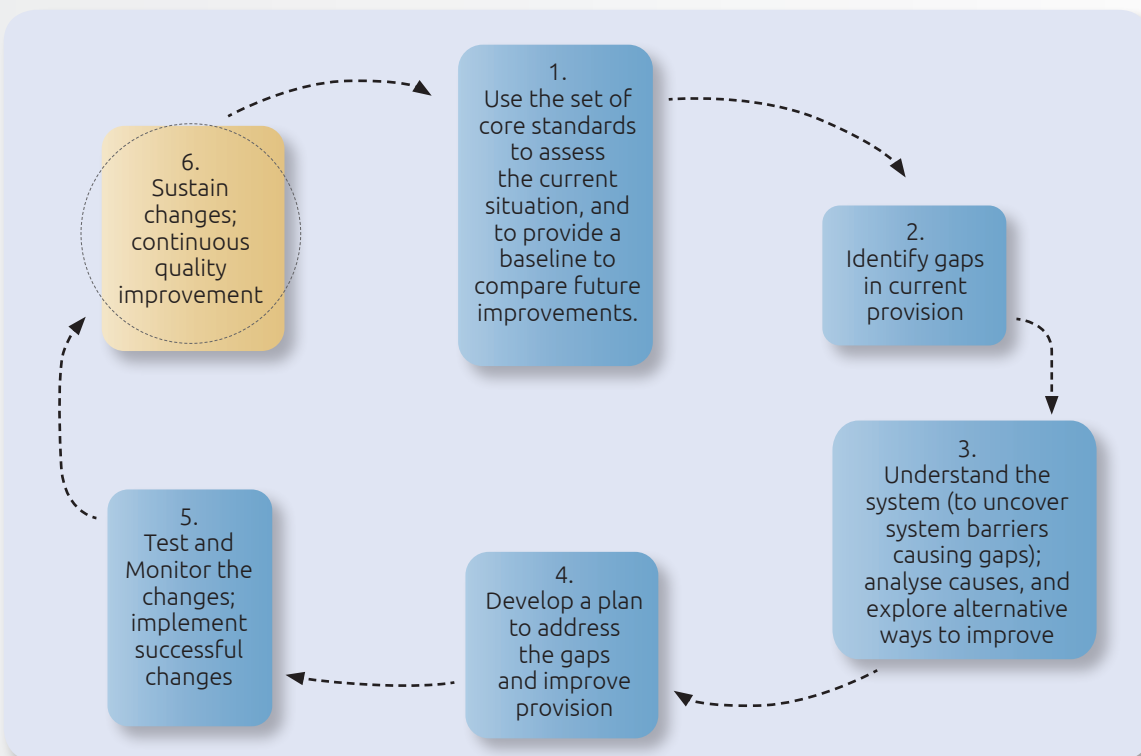 1.
Use the set of
core standards
to assess
the current
situation, and
to provide a
baseline to
compare future
improvements.
2.
Identify gaps
in current
provision
3.
Understand the
system (to uncover
system barriers
causing gaps);
analyse causes, and
explore alternative
ways to improve
4.
Develop a plan
to address
the gaps
and improve
provision
5.
Test and
Monitor the
changes;
implement
successful
changes
6.
Sustain
changes;
continuous
quality
improvement